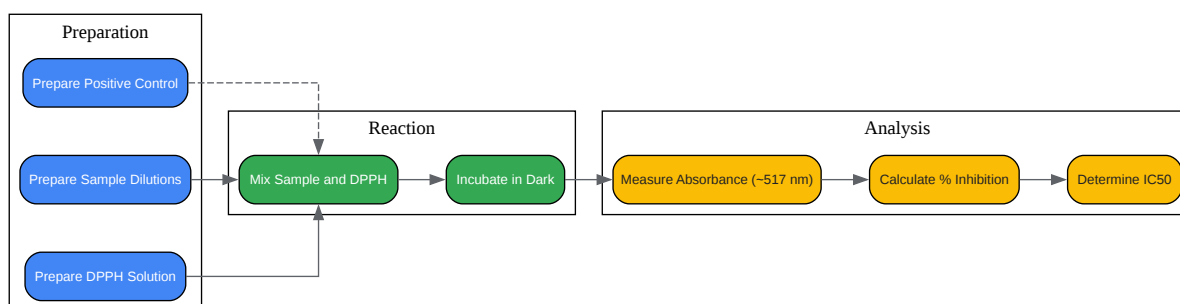 Preparation
Prepare Positive Control
Prepare Sample Dilutions
Prepare DPPH Solution
Reaction
Mix Sample and DPPH
Incubate in Dark
Analysis
Measure Absorbance (~517 nm)
Calculate % Inhibition
Determine IC50